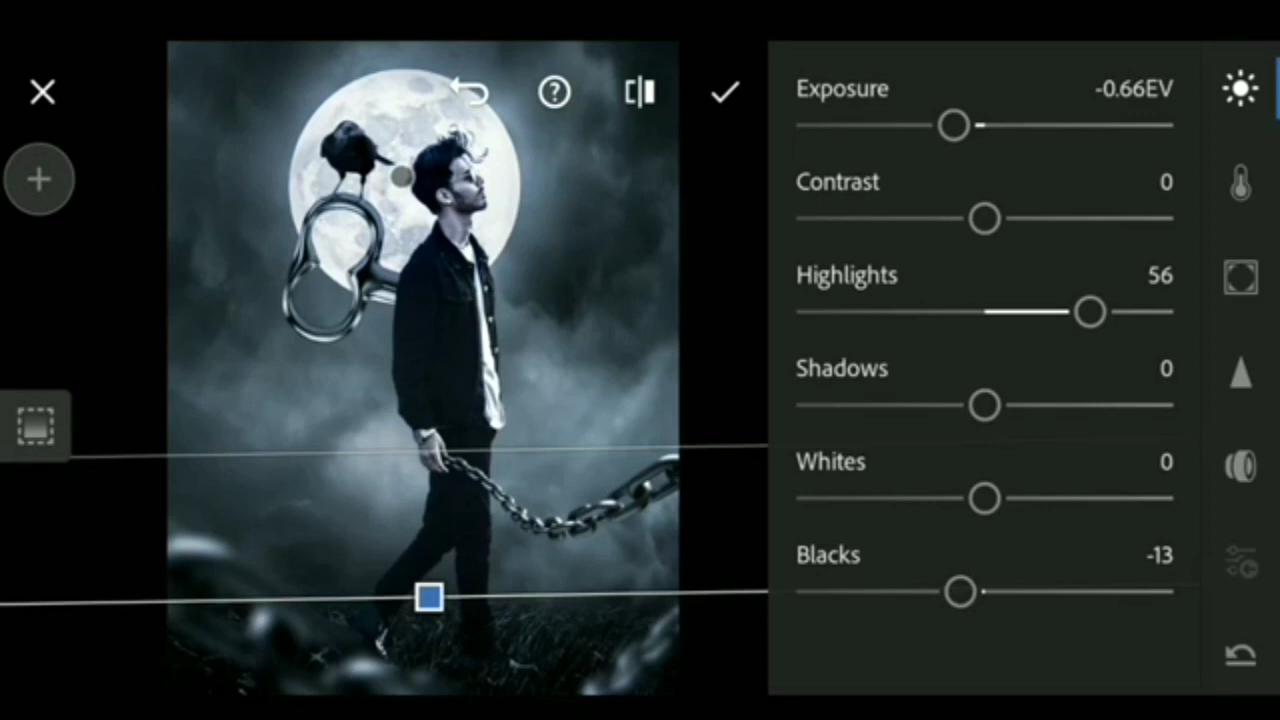 Exposure -0.66EV
Contrast 0
Highlights 56
Shadows 0
Whites 0
Blacks -13